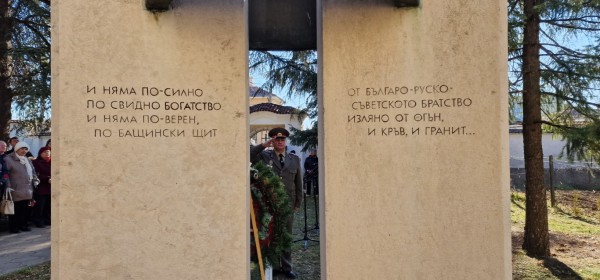 И НЯМА ПО-СИЛНО
ПО СВИДНО БОГАТСТВО
И НЯМА ПО-ВЕРЕН,
ПО БАЩИНСКИ ЩИТ
ОТ БЪЛГАРО-РУСКО-
СЪВЕТСКОТО БРАТСТВО
ИЗЛЯНО ОТ ОГЪН,
И КРЪВ, И ГРАНИТ...